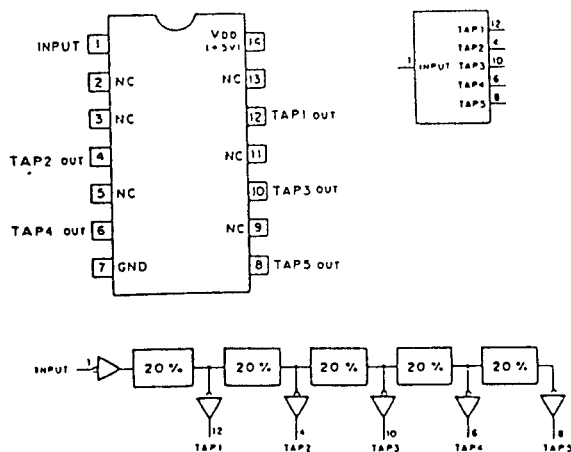 INPUT 1
2 NC
3 NC
TAP2 OUT 4
5 NC
TAP4 OUT 6
7 GND
VDD
(+5V) 14
NC 13
12 TAP1 OUT
NC 11
10 TAP3 OUT
NC 9
8 TAP5 OUT
1 INPUT
TAP1 12
TAP2 4
TAP3 10
TAP4 6
TAP5 8
INPUT 1 20% 20% 20% 20% 20%
12 4 10 6 8
TAP1 TAP2 TAP3 TAP4 TAP5